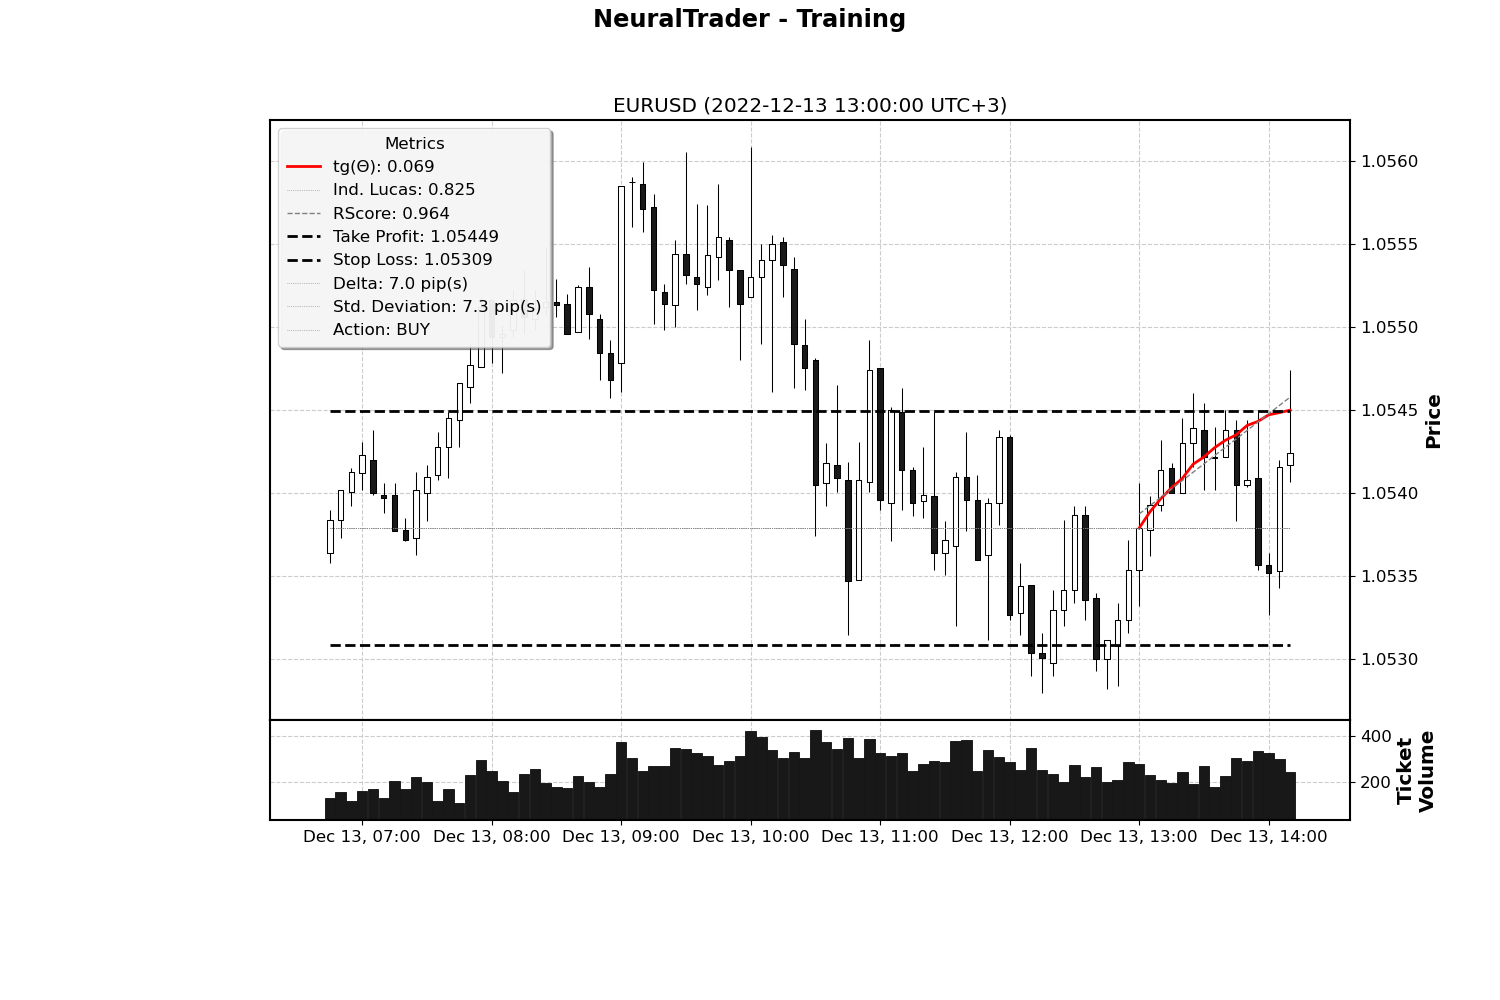 NeuralTrader - Training
EURUSD (2022-12-13 13:00:00 UTC+3)
Metrics
tg(Θ): 0.069
Ind. Lucas: 0.825
RScore: 0.964
Take Profit: 1.05449
Stop Loss: 1.05309
Delta: 7.0 pip(s)
Std. Deviation: 7.3 pip(s)
Action: BUY
1.0560
1.0555
1.0550
1.0545
1.0540
1.0535
1.0530
Price
400
200
Ticket
Volume
Dec 13, 07:00 Dec 13, 08:00 Dec 13, 09:00 Dec 13, 10:00 Dec 13, 11:00 Dec 13, 12:00 Dec 13, 13:00 Dec 13, 14:00